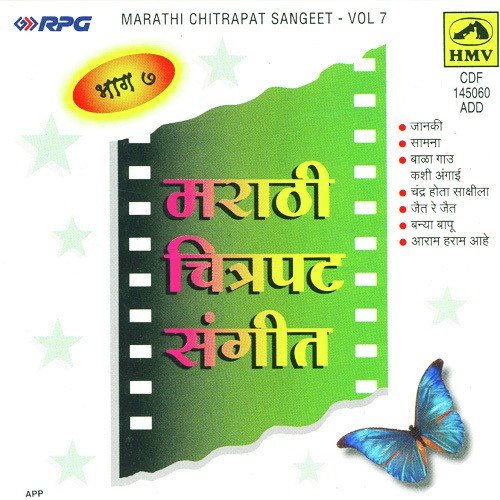 RPG
MARATHI CHITRAPAT SANGEET - VOL 7
HMV
CDF
145060
ADD
भाग ७
जानकी
सामना
बाळा गाउ
कशी अंगाई
चंद्र होता साक्षीला
जैत रे जैत
बन्या बापू
आराम हराम आहे
मराठी
चित्रपट
संगीत
APP